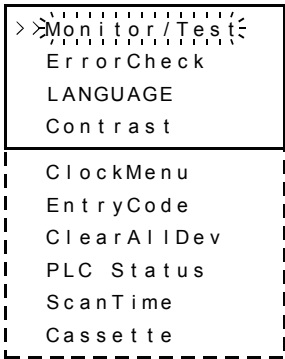 >>Monitor/Test
ErrorCheck
LANGUAGE
Contrast
ClockMenu
EntryCode
ClearAllDev
PLC Status
ScanTime
Cassette